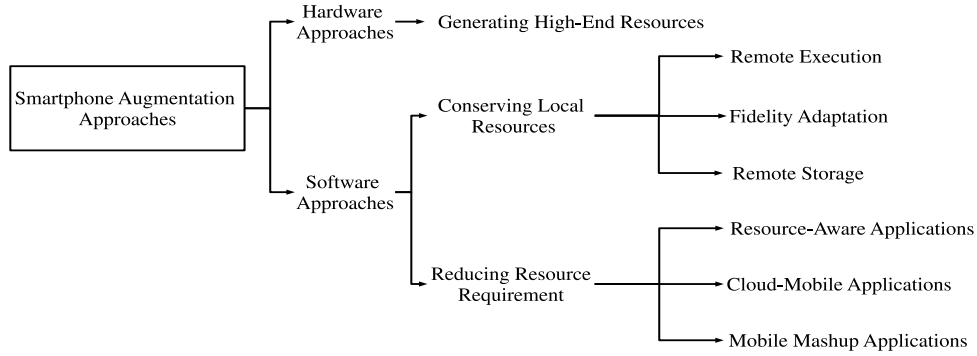 Hardware
Approaches
Generating High-End Resources
Smartphone Augmentation
Approaches
Software
Approaches
Conserving Local
Resources
Remote Execution
Fidelity Adaptation
Remote Storage
Reducing Resource
Requirement
Resource-Aware Applications
Cloud-Mobile Applications
Mobile Mashup Applications